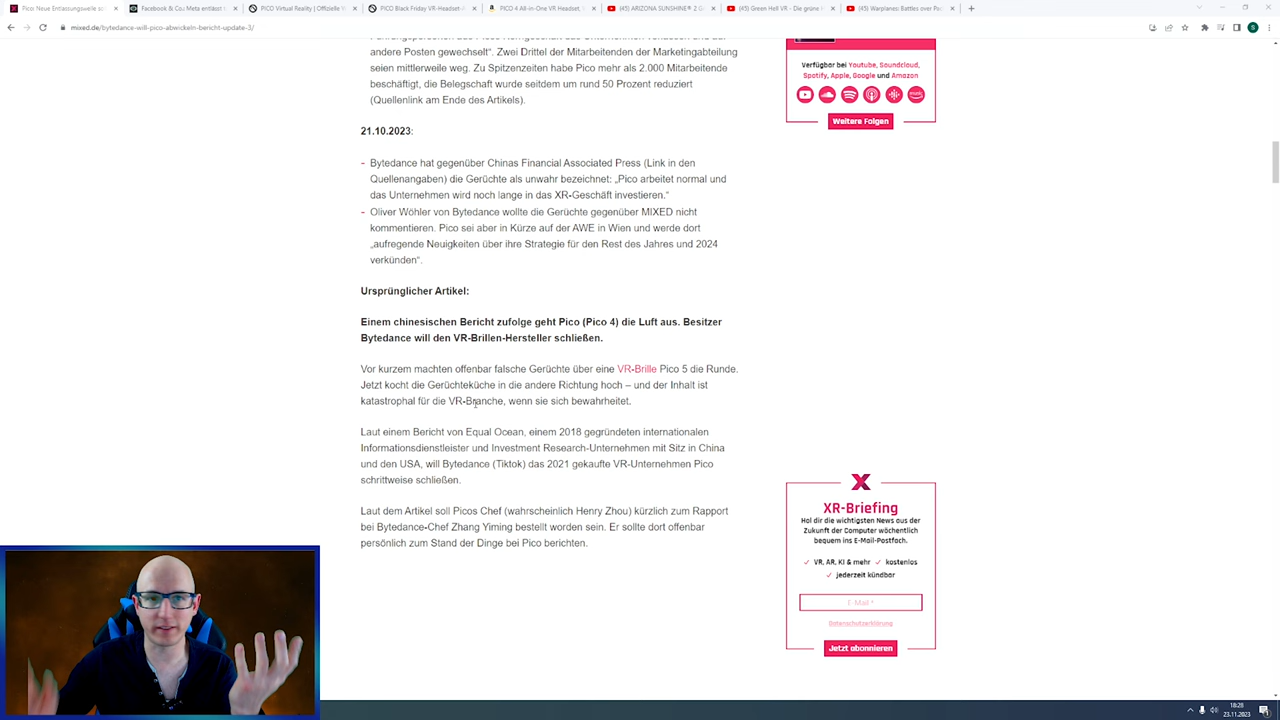 Pico: Neue Entlassungswelle sc
Facebook & Co.: Meta entlässt
PICO Virtual Reality | Offizielle V
PICO Black Friday VR-Headset-A
PICO 4 All-in-One VR Headset, V
(45) ARIZONA SUNSHINE® 2 G
(45) Green Hell VR - Die grüne H
(45) Warplanes: Battles over Pac
mixed.de/bytedance-will-pico-abwickeln-bericht-update-3/
andere Posten gewechselt“. Zwei Drittel der Mitarbeitenden der Marketingabteilung
seien mittlerweile weg. Zu Spitzenzeiten habe Pico mehr als 2.000 Mitarbeitende
beschäftigt, die Belegschaft wurde seitdem um rund 50 Prozent reduziert
(Quellenlink am Ende des Artikels).
21.10.2023:
- Bytedance hat gegenüber Chinas Financial Associated Press (Link in den
Quellenangaben) die Gerüchte als unwahr bezeichnet: „Pico arbeitet normal und
das Unternehmen wird noch lange in das XR-Geschäft investieren.“
- Oliver Wöhler von Bytedance wollte die Gerüchte gegenüber MIXED nicht
kommentieren. Pico sei aber in Kürze auf der AWE in Wien und werde dort
„aufregende Neuigkeiten über ihre Strategie für den Rest des Jahres und 2024
verkünden“.
Ursprünglicher Artikel:
Einem chinesischen Bericht zufolge geht Pico (Pico 4) die Luft aus. Besitzer
Bytedance will den VR-Brillen-Hersteller schließen.
Vor kurzem machten offenbar falsche Gerüchte über eine VR-Brille Pico 5 die Runde.
Jetzt kocht die Gerüchteküche in die andere Richtung hoch – und der Inhalt ist
katastrophal für die VR-Branche, wenn sie sich bewahrheitet.
Laut einem Bericht von Equal Ocean, einem 2018 gegründeten internationalen
Informationsdienstleister und Investment Research-Unternehmen mit Sitz in China
und den USA, will Bytedance (Tiktok) das 2021 gekaufte VR-Unternehmen Pico
schrittweise schließen.
Laut dem Artikel soll Picos Chef (wahrscheinlich Henry Zhou) kürzlich zum Rapport
bei Bytedance-Chef Zhang Yiming bestellt worden sein. Er sollte dort offenbar
persönlich zum Stand der Dinge bei Pico berichten.
Verfügbar bei Youtube, Soundcloud,
Spotify, Apple, Google und Amazon
music
Weitere Folgen
X
XR-Briefing
Hol dir die wichtigsten News aus der
Zukunft der Computer wöchentlich
bequem ins E-Mail-Postfach.
✓ VR, AR, KI & mehr ✓ kostenlos
✓ jederzeit kündbar
E-Mail *
Datenschutzerklärung
Jetzt abonnieren
18:28
23.11.2023